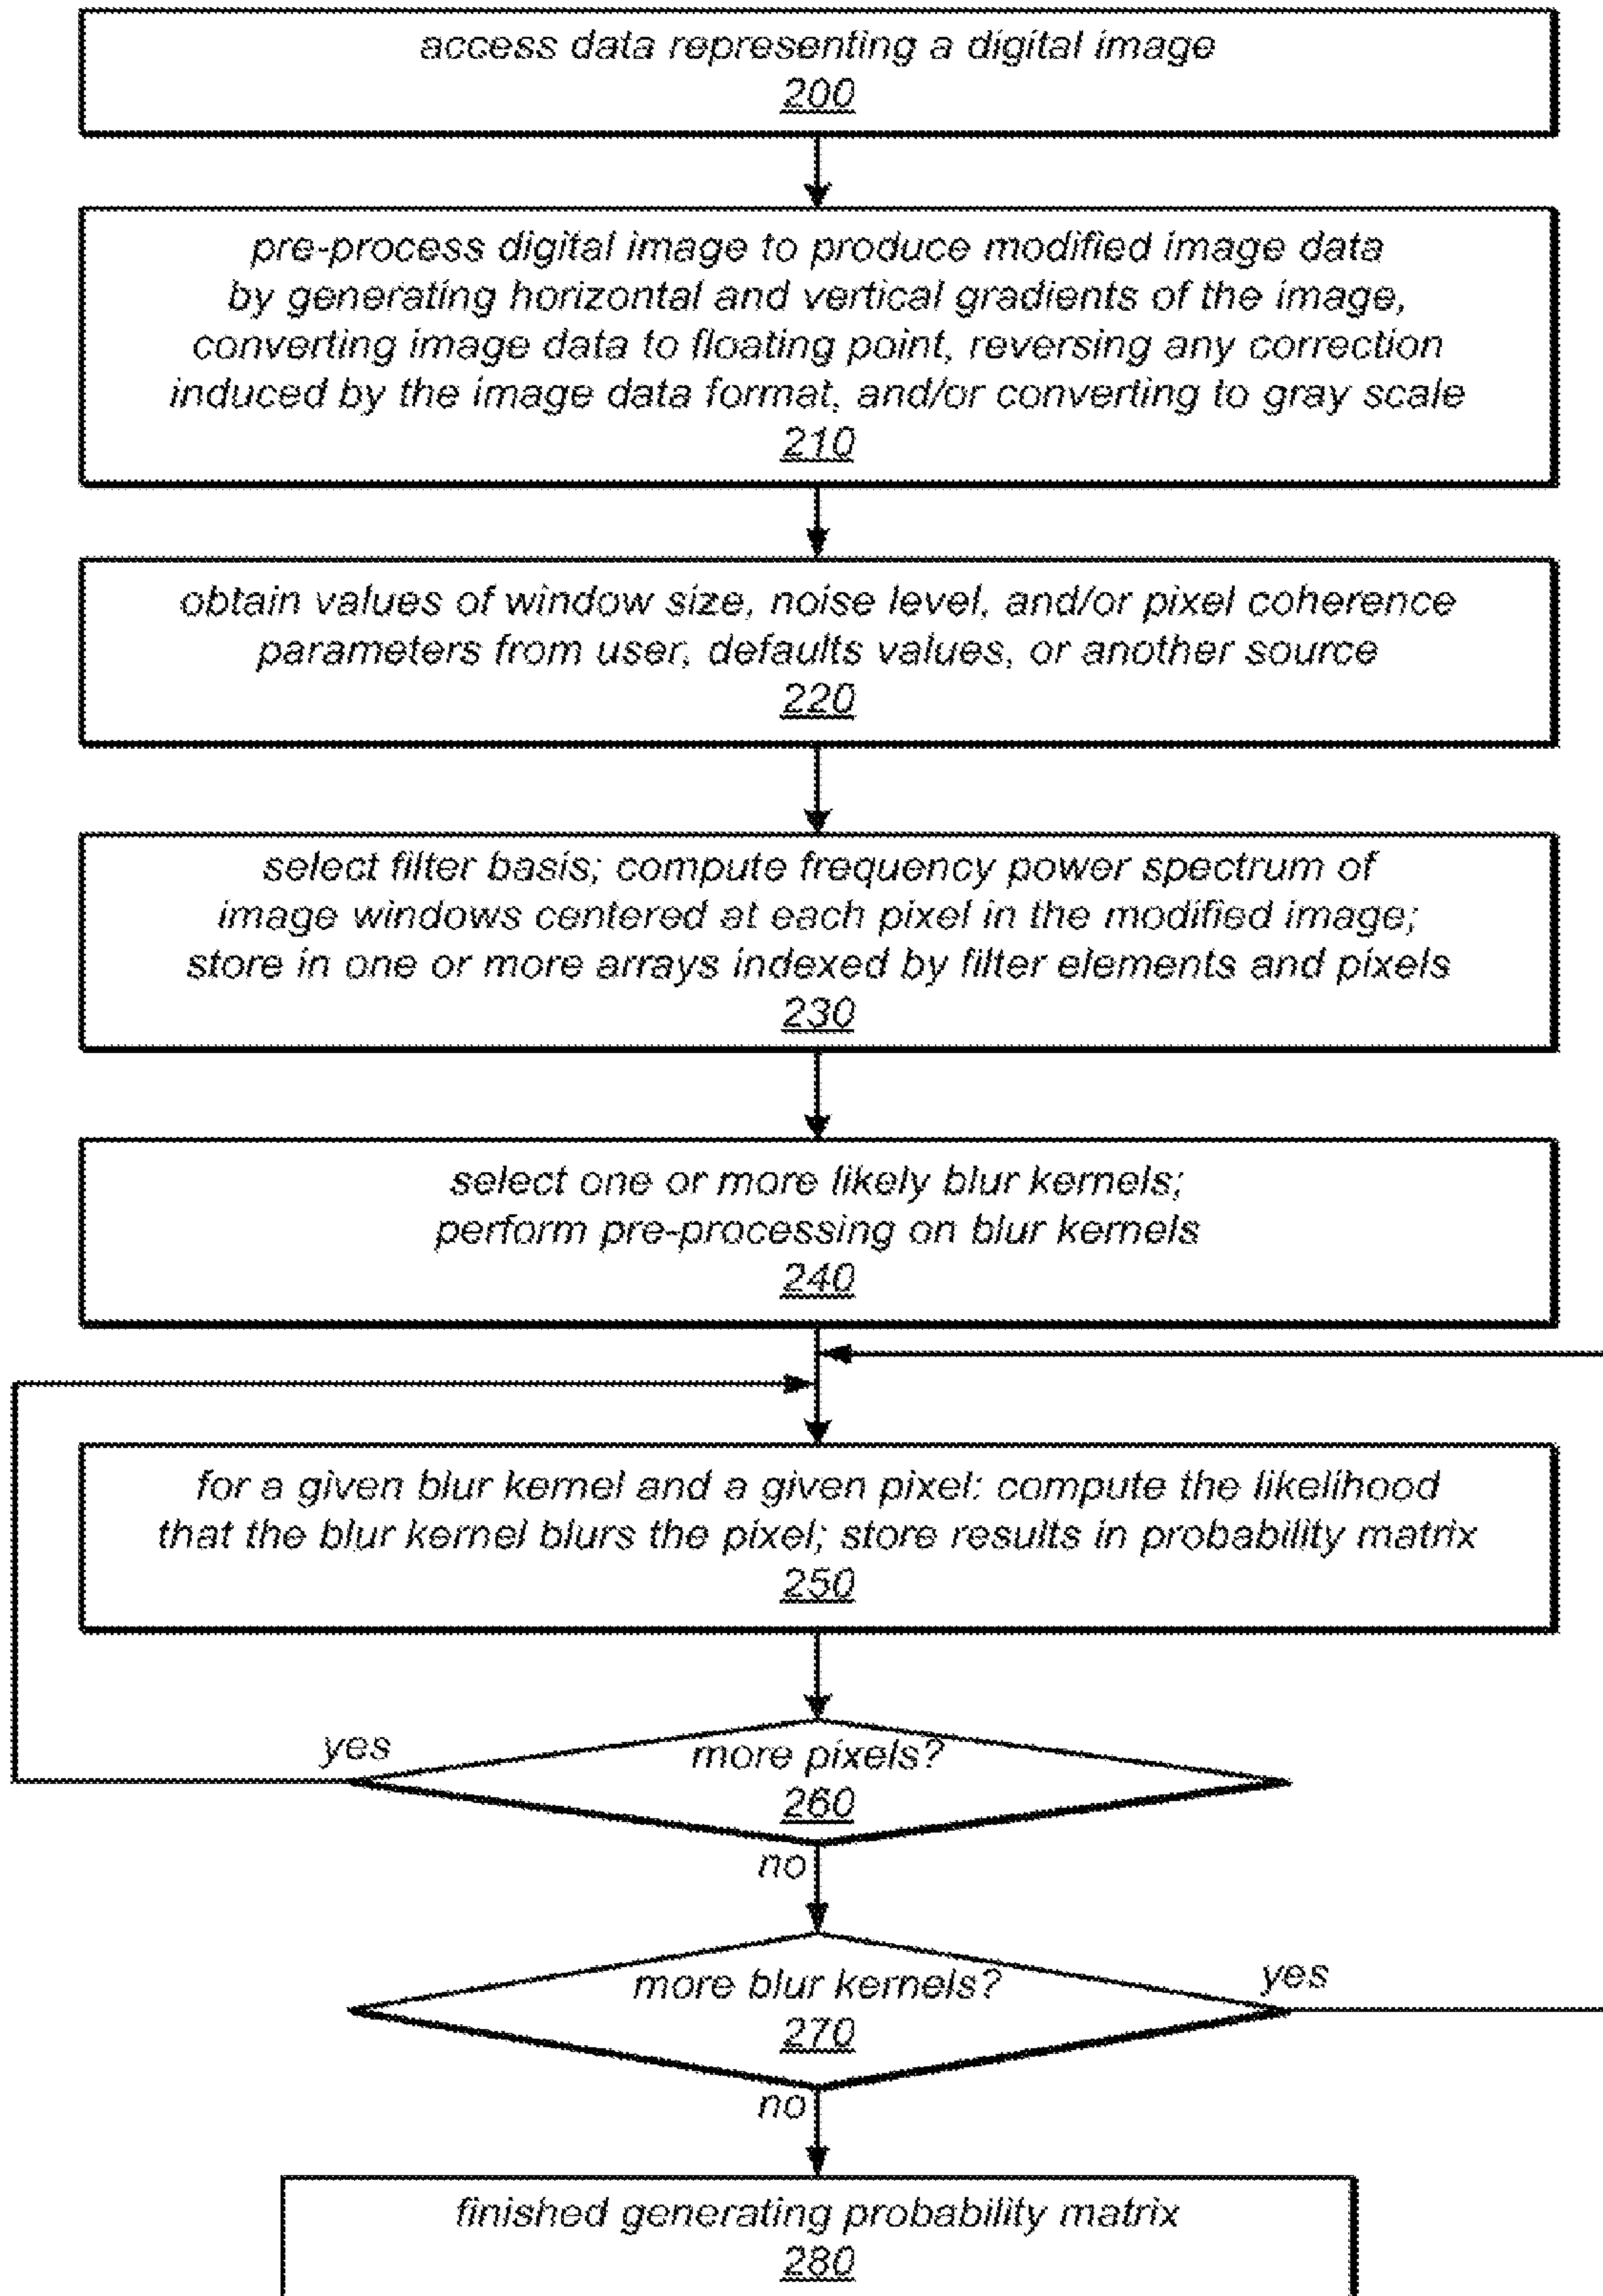 access data representing a digital image
200
pre-process digital image to produce modified image data
by generating horizontal and vertical gradients of the image,
converting image data to floating point, reversing any correction
induced by the image data format, and/or converting to gray scale
210
obtain values of window size, noise level, and/or pixel coherence
parameters from user, defaults values, or another source
220
select filter basis; compute frequency power spectrum of
image windows centered at each pixel in the modified image;
store in one or more arrays indexed by filter elements and pixels
230
select one or more likely blur kernels;
perform pre-processing on blur kernels
240
for a given blur kernel and a given pixel: compute the likelihood
that the blur kernel blurs the pixel; store results in probability matrix
250
yes
more pixels?
260
no
more blur kernels?
yes
270
no
finished generating probability matrix
280